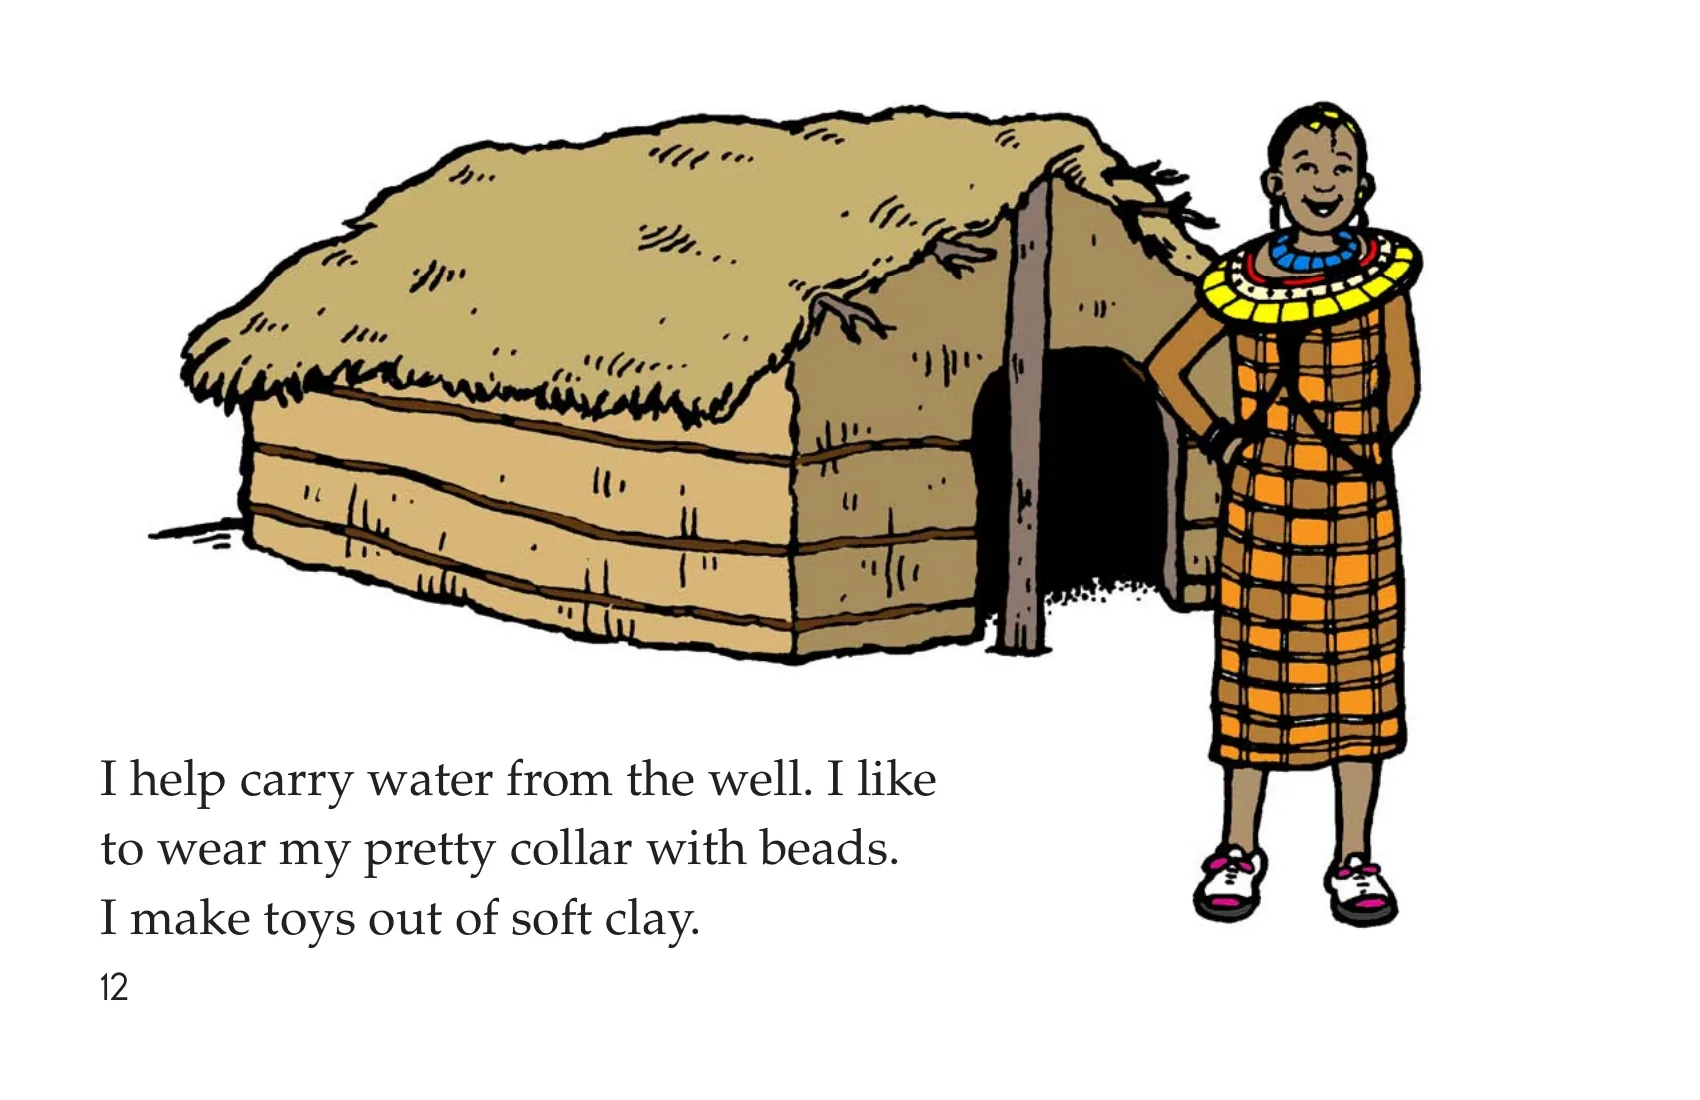 I help carry water from the well. I like
to wear my pretty collar with beads.
I make toys out of soft clay.
12